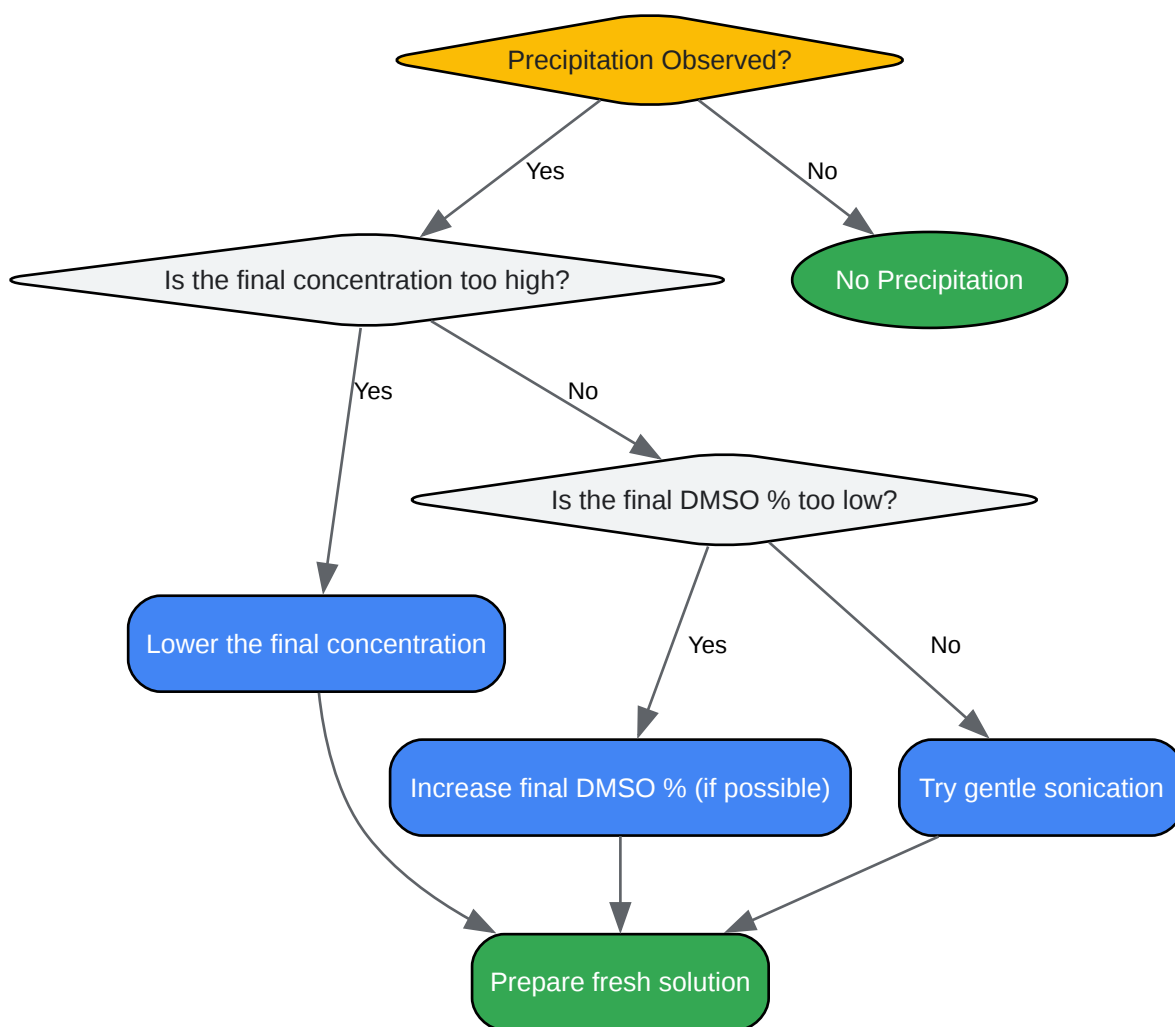 Precipitation Observed?
Yes
No
Is the final concentration too high?
No Precipitation
Yes
No
Is the final DMSO % too low?
Lower the final concentration
Yes
No
Increase final DMSO % (if possible)
Try gentle sonication
Prepare fresh solution